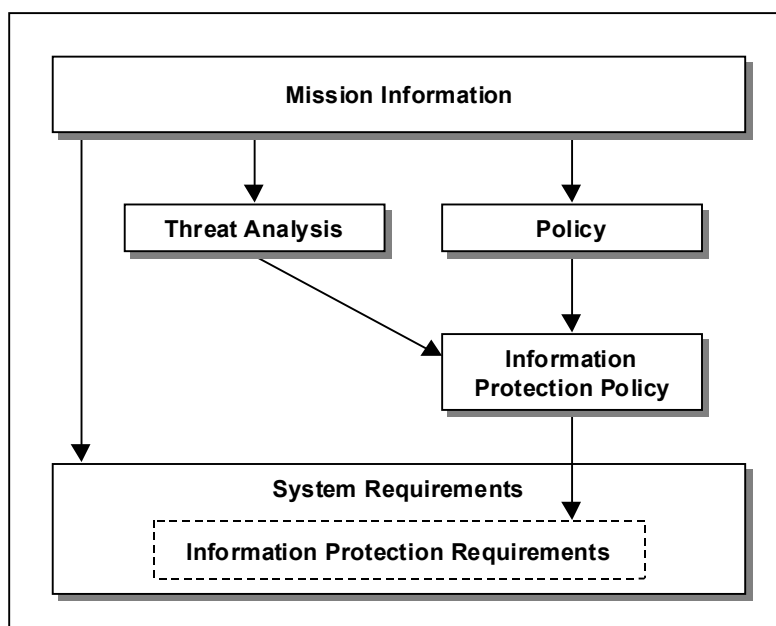 Mission Information
Threat Analysis
Policy
Information
Protection Policy
System Requirements
Information Protection Requirements